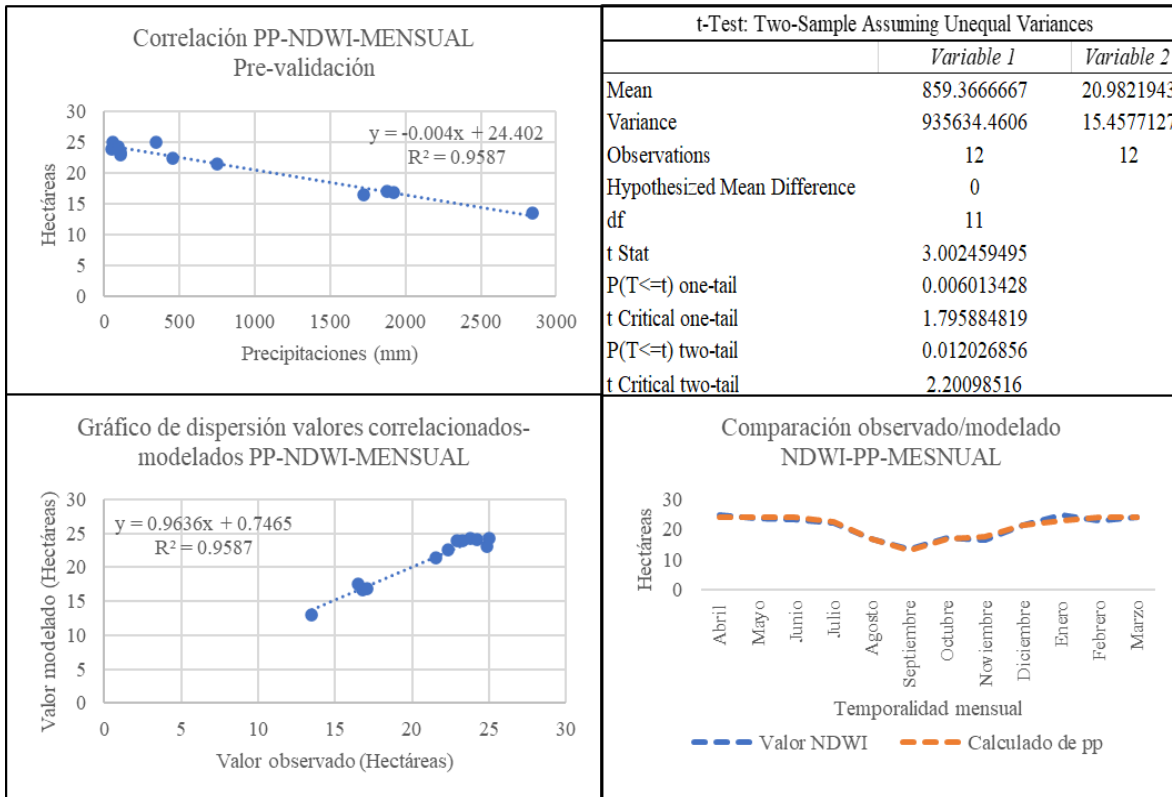 Correlación PP-NDWI-MENSUAL
Pre-validación
y = -0.004x + 24.402
R² = 0.9587
Hectáreas
30
25
20
15
10
5
0
0 500 1000 1500 2000 2500 3000
Precipitaciones (mm)
t-Test: Two-Sample Assuming Unequal Variances
Variable 1 Variable 2
Mean 859.3666667 20.9821943
Variance 935634.4606 15.4577127
Observations 12 12
Hypothesized Mean Difference 0
df 11
t Stat 3.002459495
P(T<=t) one-tail 0.006013428
t Critical one-tail 1.795884819
P(T<=t) two-tail 0.012026856
t Critical two-tail 2.20098516
Gráfico de dispersión valores correlacionados-
modelados PP-NDWI-MENSUAL
y = 0.9636x + 0.7465
R² = 0.9587
Valor modelado (Hectáreas)
30
25
20
15
10
5
0
0 5 10 15 20 25 30
Valor observado (Hectáreas)
Comparación observado/modelado
NDWI-PP-MESNUAL
Hectáreas
30
20
10
0
Abril
Mayo
Junio
Julio
Agosto
Septiembre
Octubre
Noviembre
Diciembre
Enero
Febrero
Marzo
Temporalidad mensual
Valor NDWI Calculado de pp